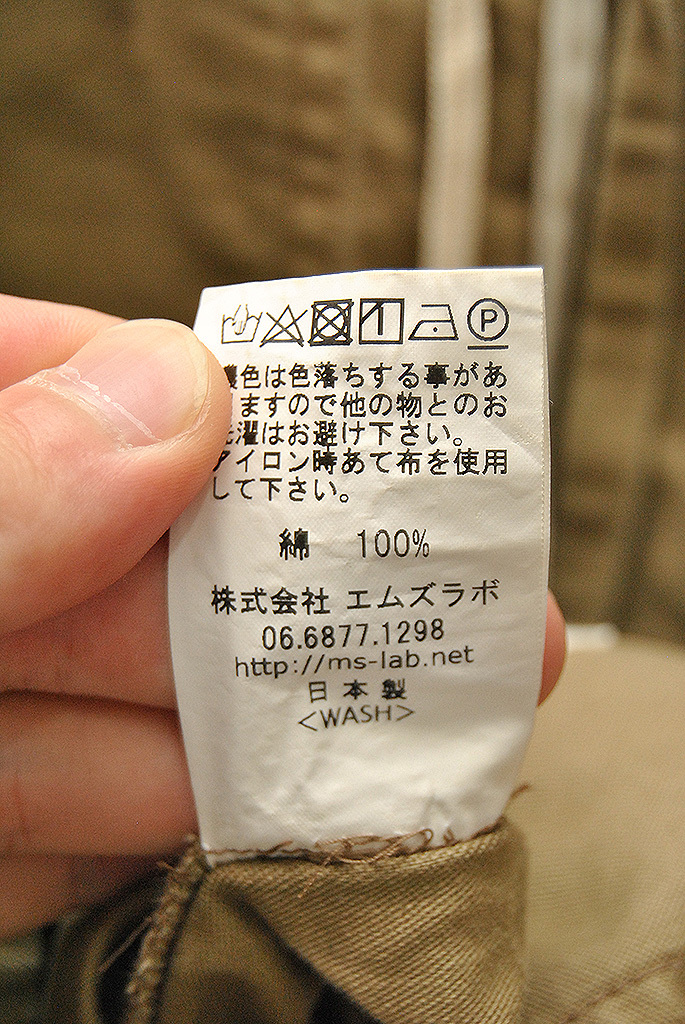 P
濃色は色落ちする事があ
りますので他の物とのお
洗濯はお避け下さい。
アイロン時あて布を使用
して下さい。
綿 100%
株式会社 エムズラボ
06.6877.1298
http://ms-lab.net
日本製
<WASH>